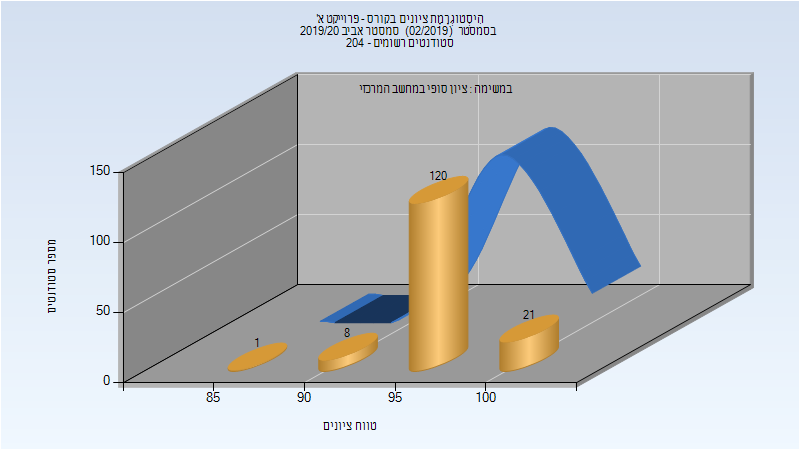 היסטוגרמת ציונים בקורס - פרוייקט א'
בסמסטר (02/2019) סמסטר אביב 2019/20
סטודנטים רשומים - 204
במשימה : ציון סופי במחשב המרכזי
מספר סטודנטים
150
100
50
0
1
8
120
21
85
90
95
100
טווח ציונים